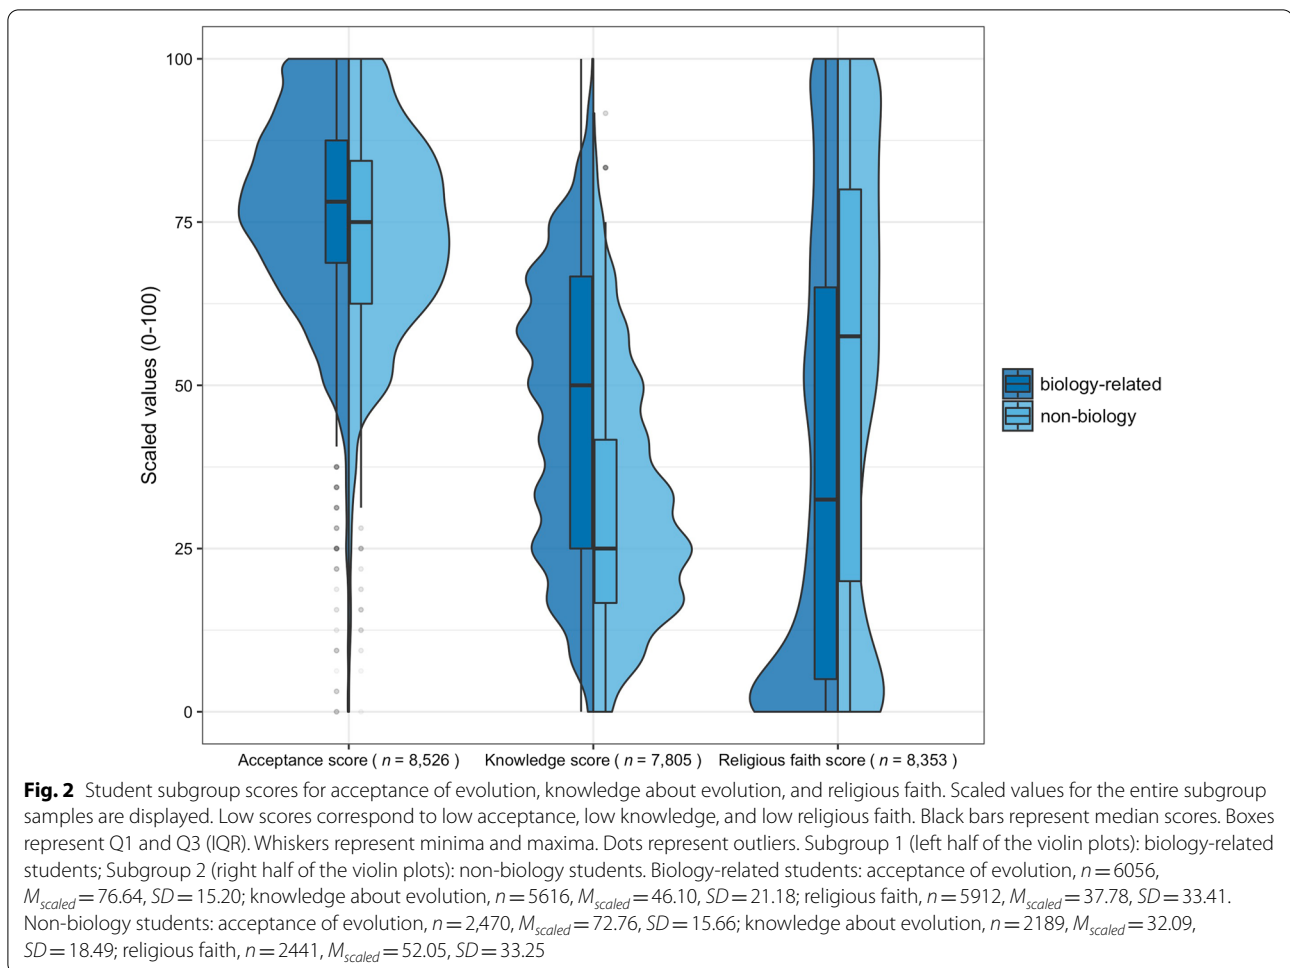 100
75
50
25
0
Scaled values (0-100)
biology-related
non-biology
Acceptance score ( n = 8,526 ) Knowledge score ( n = 7,805 ) Religious faith score ( n = 8,353 )
Fig. 2 Student subgroup scores for acceptance of evolution, knowledge about evolution, and religious faith. Scaled values for the entire subgroup
samples are displayed. Low scores correspond to low acceptance, low knowledge, and low religious faith. Black bars represent median scores. Boxes
represent Q1 and Q3 (IQR). Whiskers represent minima and maxima. Dots represent outliers. Subgroup 1 (left half of the violin plots): biology-related
students; Subgroup 2 (right half of the violin plots): non-biology students. Biology-related students: acceptance of evolution, n = 6056,
Mscaled = 76.64, SD = 15.20; knowledge about evolution, n = 5616, Mscaled = 46.10, SD = 21.18; religious faith, n = 5912, Mscaled = 37.78, SD = 33.41.
Non-biology students: acceptance of evolution, n = 2,470, Mscaled = 72.76, SD = 15.66; knowledge about evolution, n = 2189, Mscaled = 32.09,
SD = 18.49; religious faith, n = 2441, Mscaled = 52.05, SD = 33.25